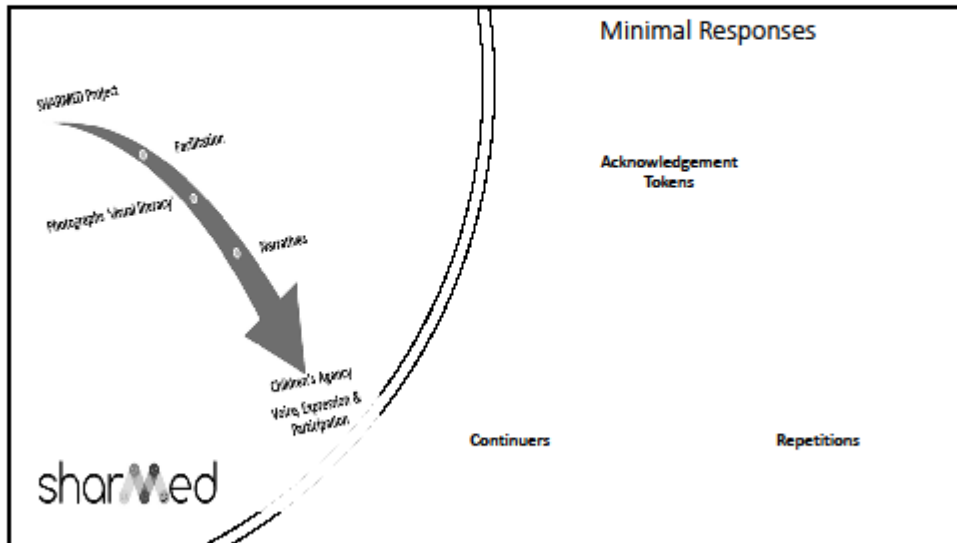 Minimal Responses
SHARMED Project
Facilitation
Photographs 'visual literacy'
Narratives
Children's Agency
Voice, Expression &
Participation
sharMed
Acknowledgement
Tokens
Continuers
Repetitions